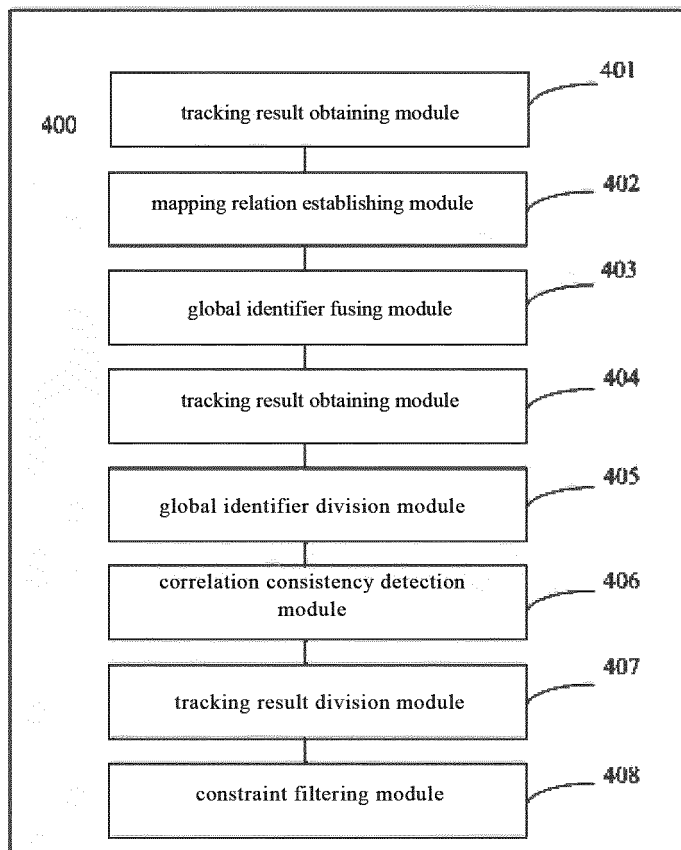 401
400
tracking result obtaining module
402
mapping relation establishing module
403
global identifier fusing module
404
tracking result obtaining module
405
global identifier division module
406
correlation consistency detection
module
407
tracking result division module
408
constraint filtering module